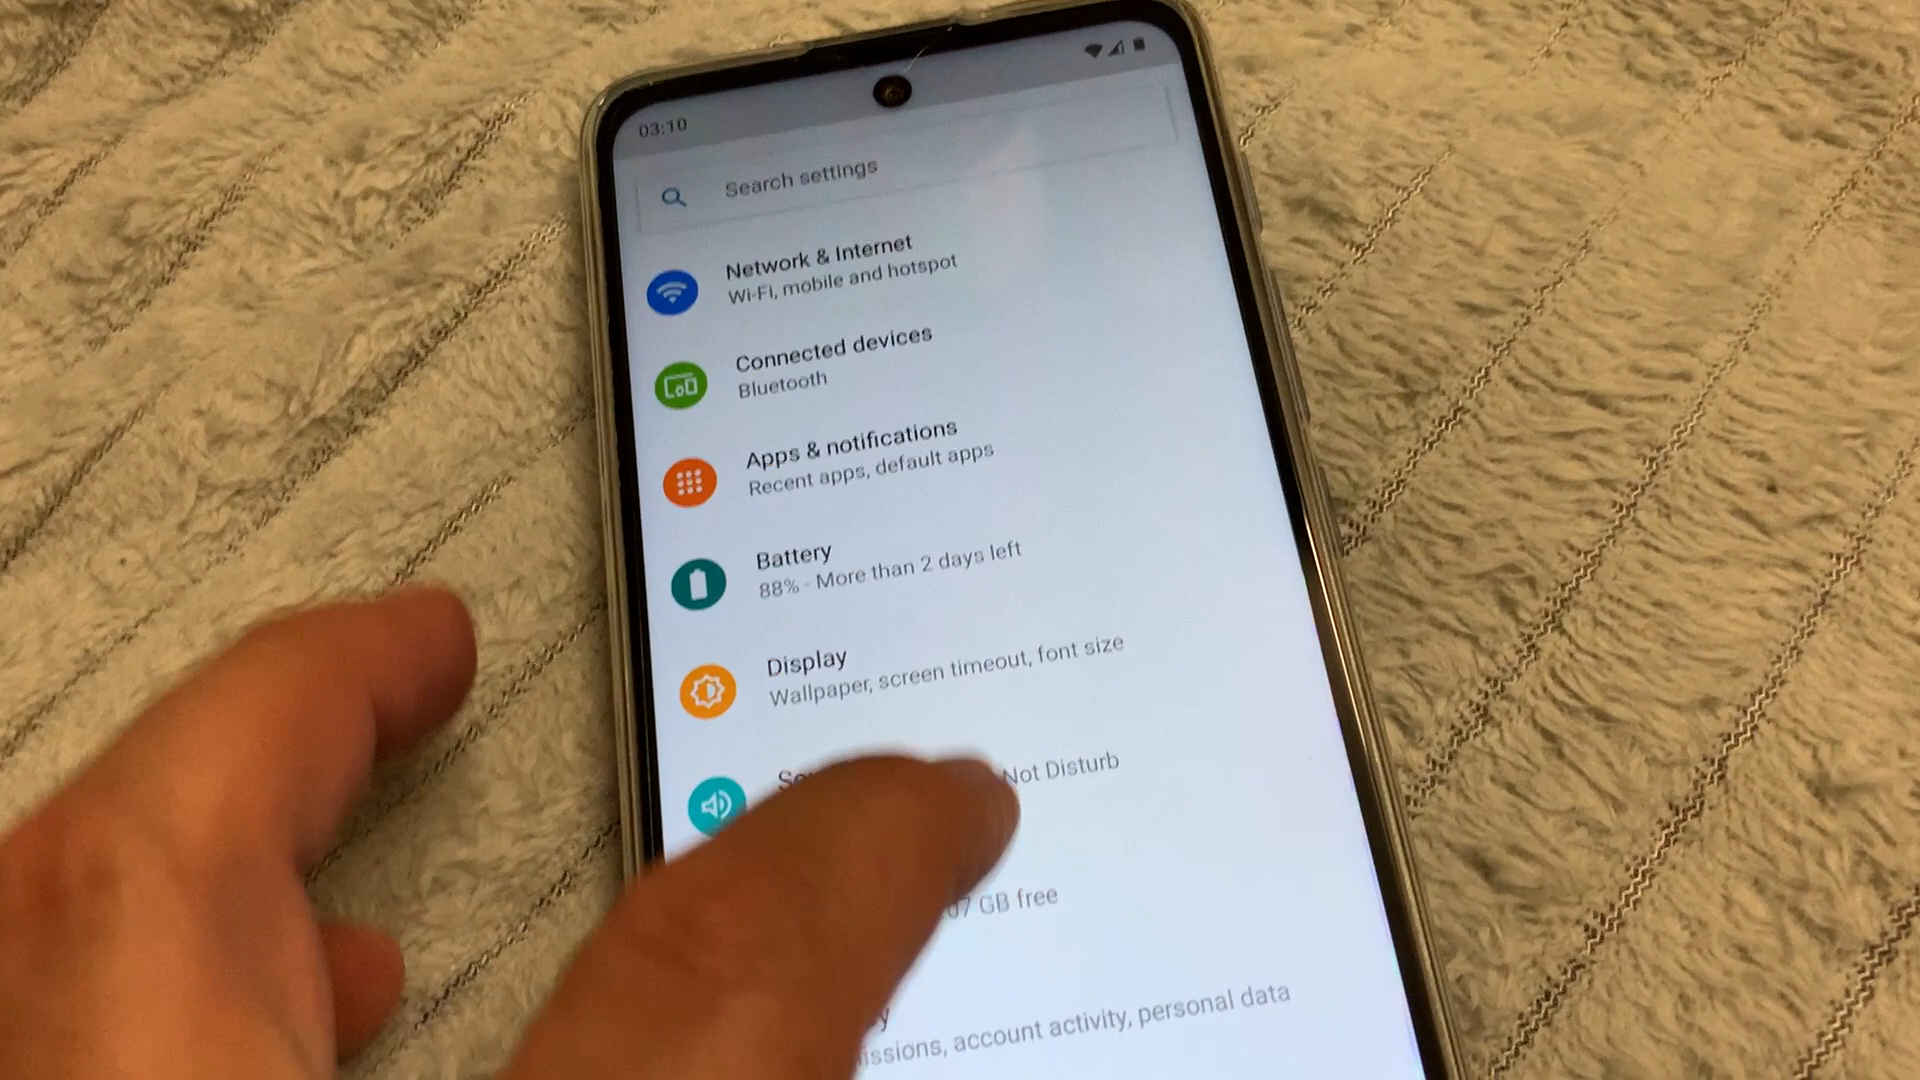 03:10
Search settings
Network & Internet
Wi-Fi, mobile and hotspot
Connected devices
Bluetooth
Apps & notifications
Recent apps, default apps
Battery
88% - More than 2 days left
Display
Wallpaper, screen timeout, font size
Not Disturb
GB free
account activity, personal data